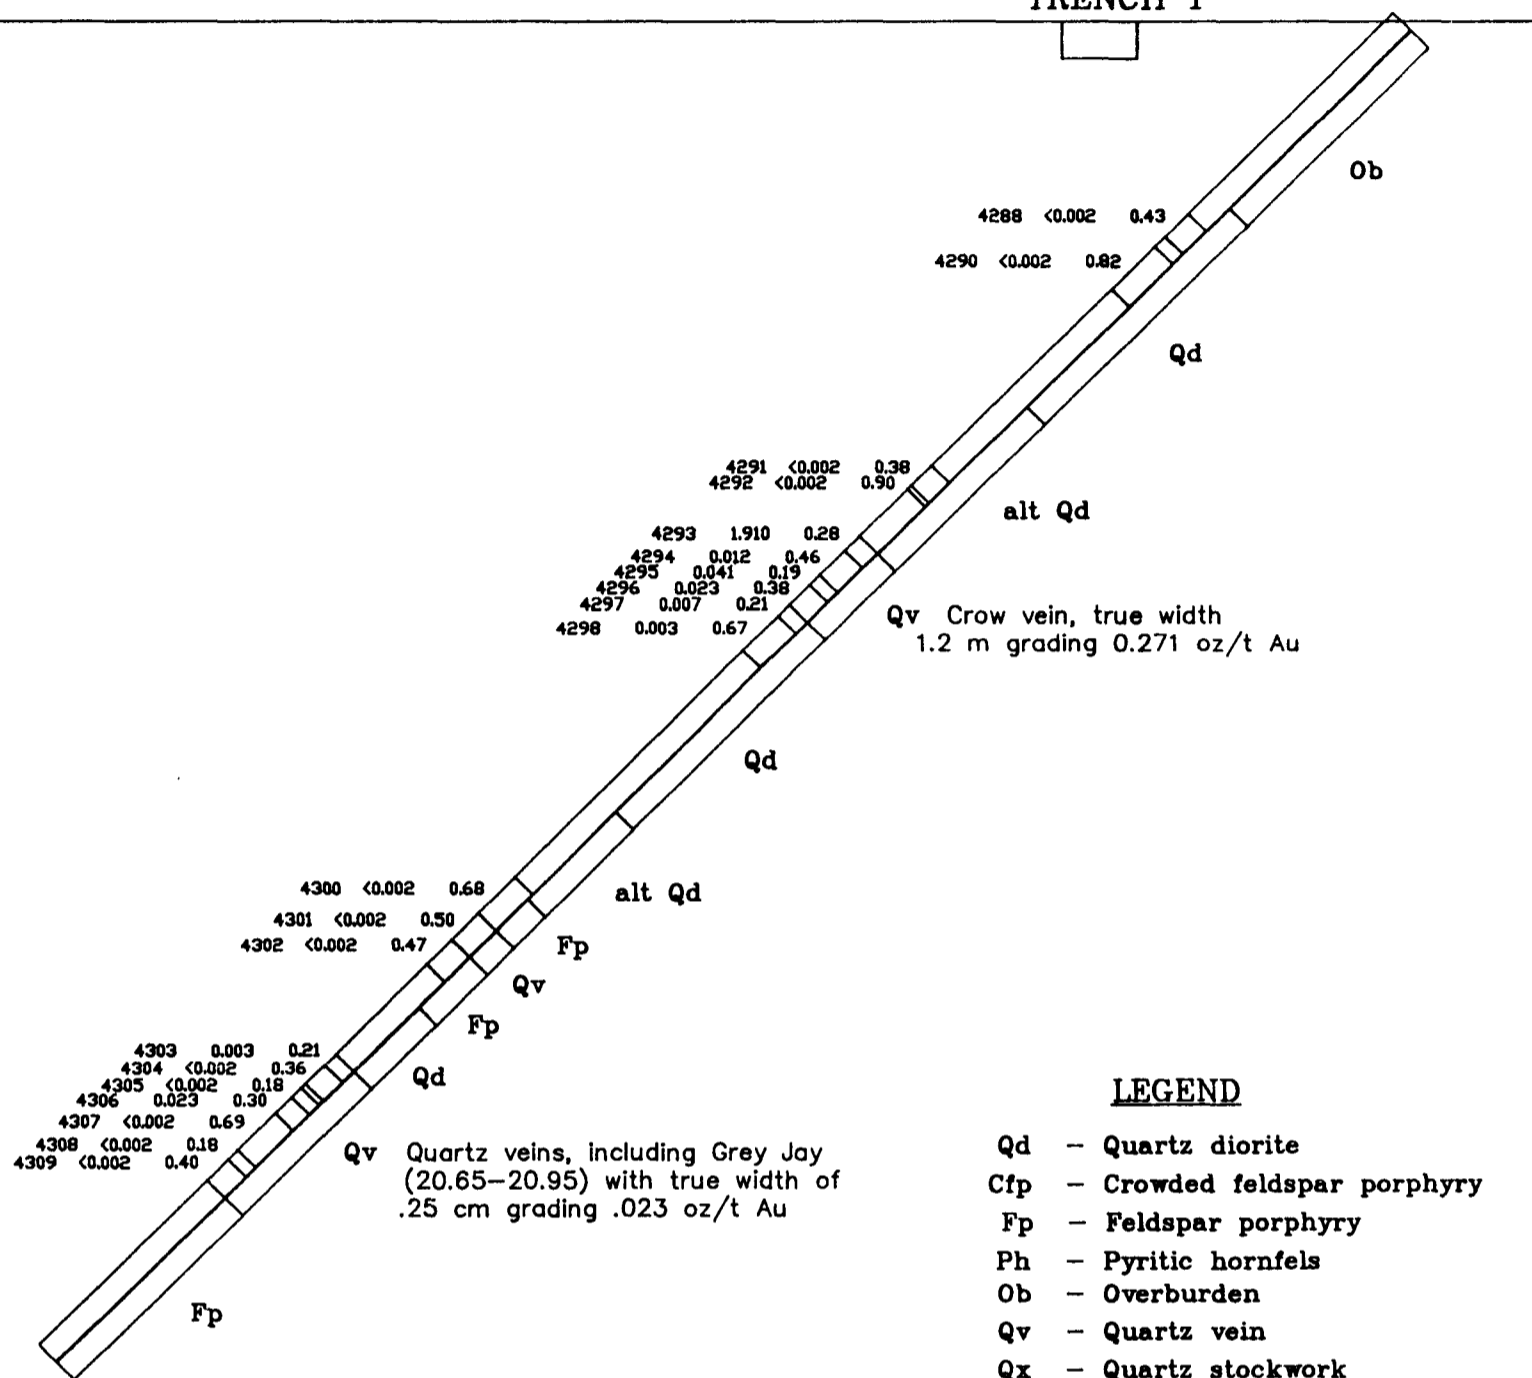 TRENCH 1
Ob
4288 <0.002 0.43
4290 <0.002 0.82
Qd
4291 <0.002 0.38
4292 <0.002 0.90
alt Qd
4293 1.910 0.28
4294 0.012 0.46
4295 0.041 0.19
4296 0.023 0.38
4297 0.007 0.21
4298 0.003 0.67
Qv Crow vein, true width
1.2 m grading 0.271 oz/t Au
Qd
4300 <0.002 0.68
alt Qd
4301 <0.002 0.50
4302 <0.002 0.47
Fp
Qv
Fp
4303 0.003 0.21
4304 <0.002 0.36
4305 <0.002 0.18
4306 0.023 0.30
4307 <0.002 0.69
4308 <0.002 0.18
4309 <0.002 0.40
Qd
Qv Quartz veins, including Grey Jay
(20.65–20.95) with true width of
.25 cm grading .023 oz/t Au
Fp
LEGEND
Qd – Quartz diorite
Cfp – Crowded feldspar porphyry
Fp – Feldspar porphyry
Ph – Pyritic hornfels
Ob – Overburden
Qv – Quartz vein
Qx – Quartz stockwork